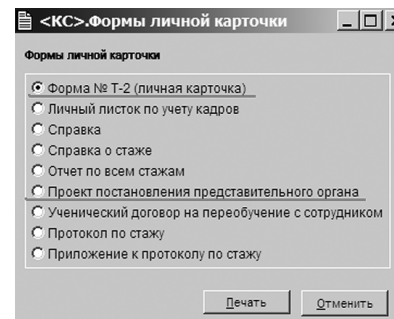 <КС>.Формы личной карточки
Формы личной карточки
Форма № Т-2 (личная карточка)
Личный листок по учету кадров
Справка
Справка о стаже
Отчет по всем стажам
Проект постановления представительного органа
Ученический договор на переобучение с сотрудником
Протокол по стажу
Приложение к протоколу по стажу
Печать Отменить